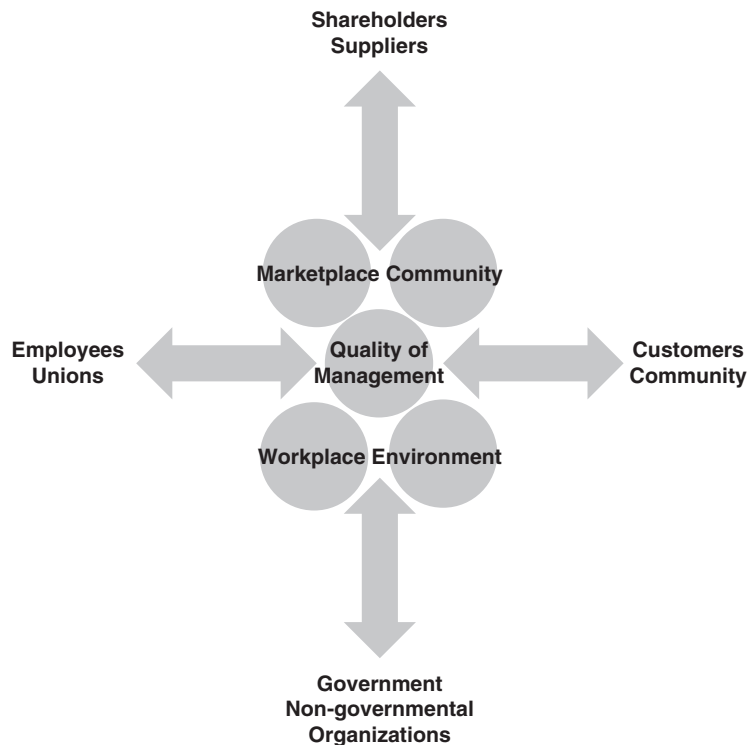 Shareholders
Suppliers
Marketplace Community
Employees
Unions
Quality of
Management
Customers
Community
Workplace Environment
Government
Non-governmental
Organizations